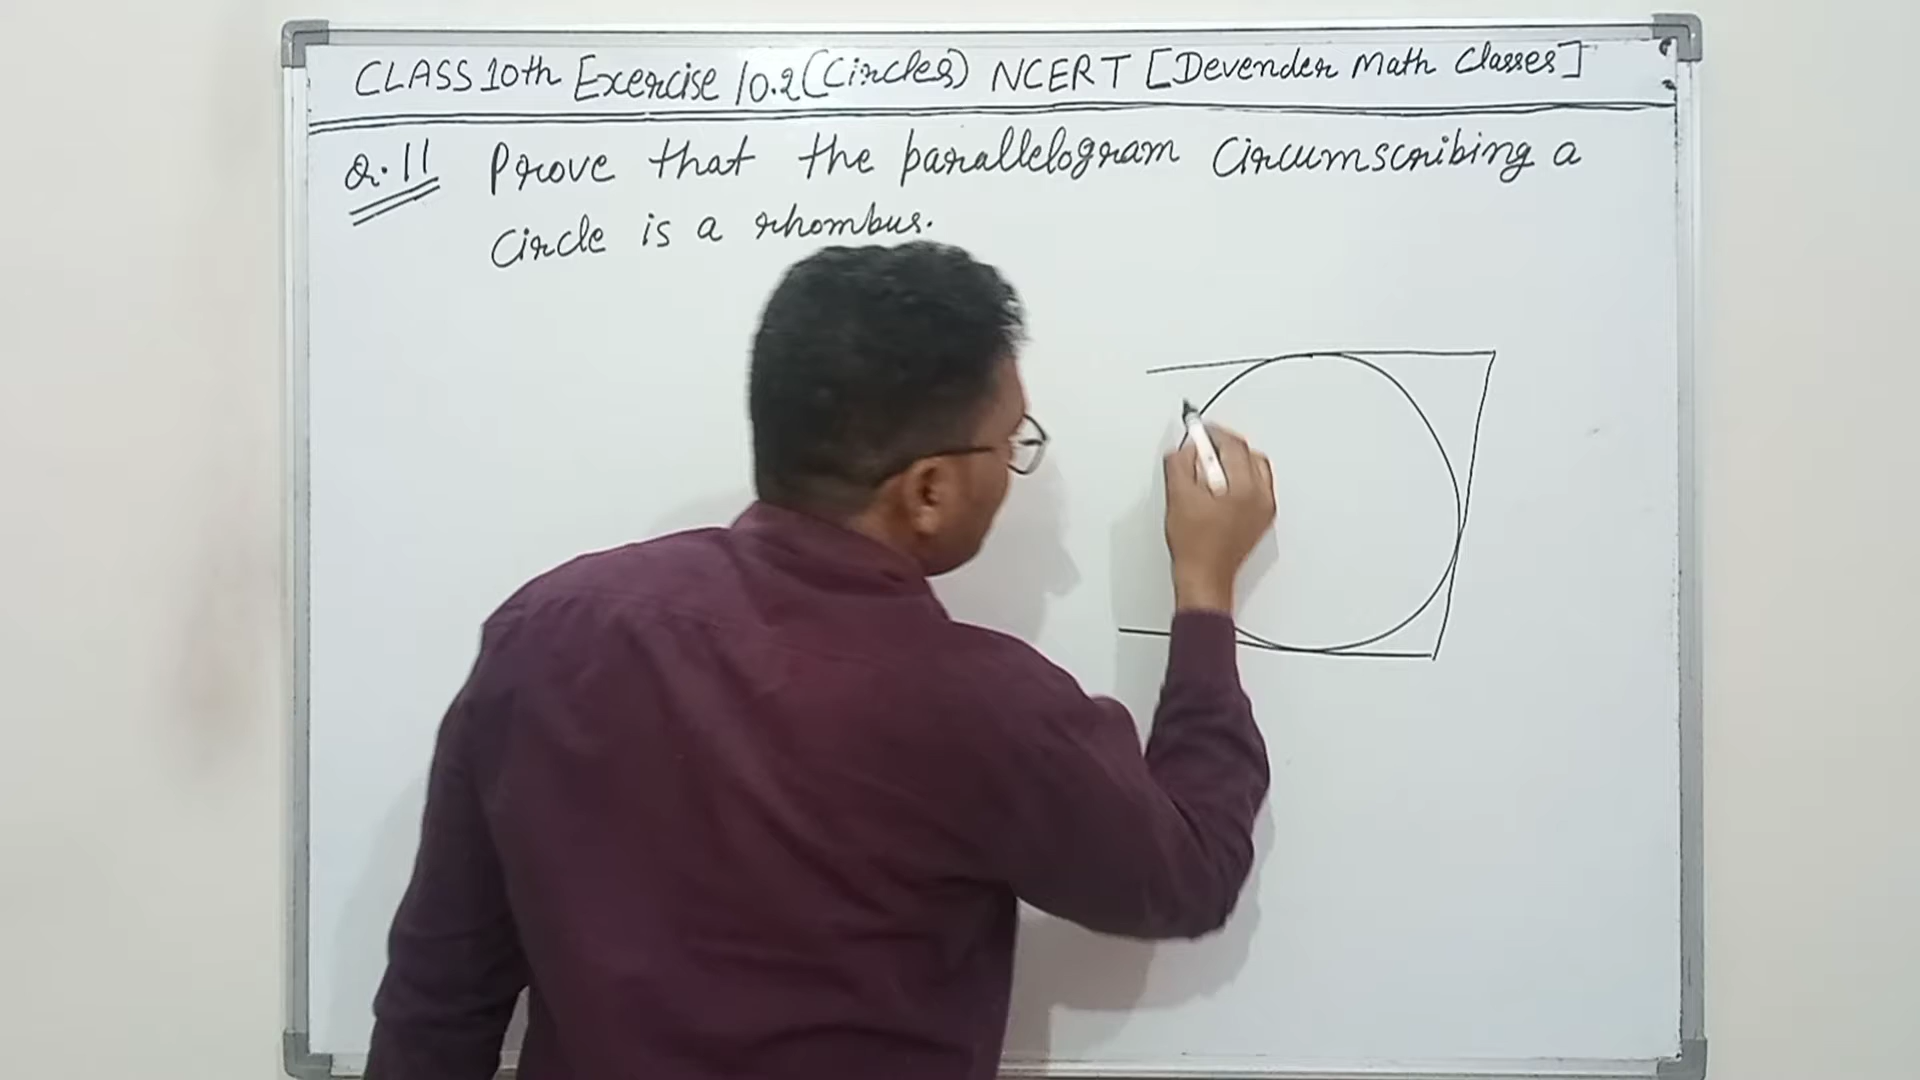 CLASS 10th Exercise 10.2 (Circles) NCERT [Devender Math Classes]
Q.11 Prove that the parallelogram Circumscribing a
Circle is a rhombus.